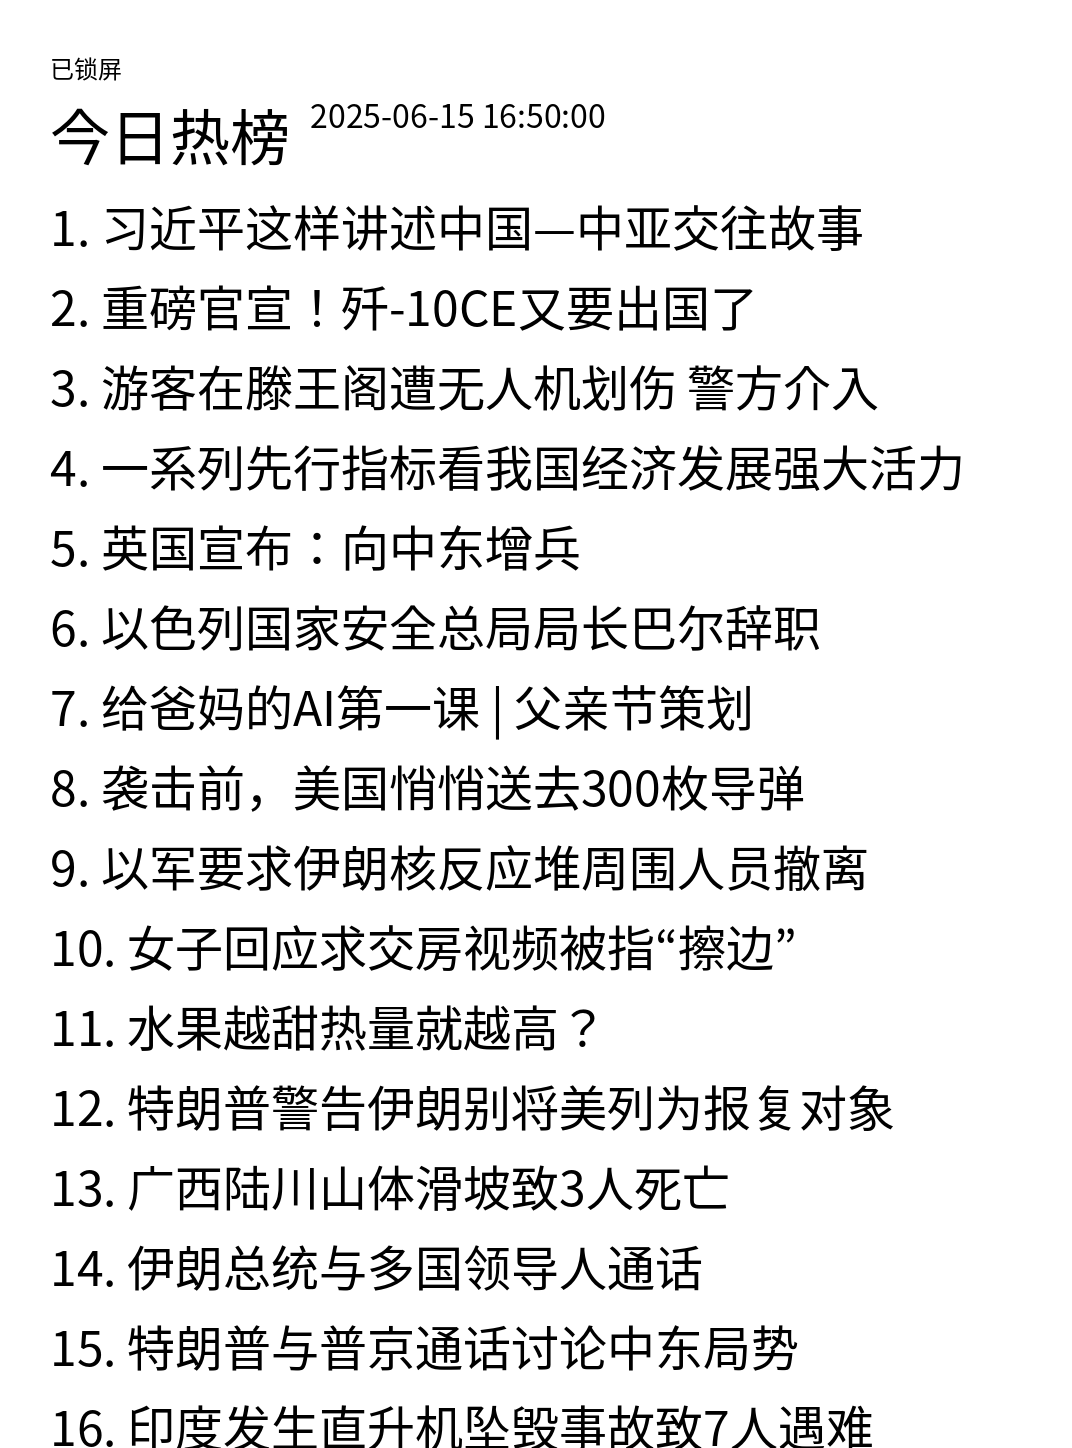 已锁屏
今日热榜 2025-06-15 16:50:00
1. 习近平这样讲述中国—中亚交往故事
2. 重磅官宣！歼-10CE又要出国了
3. 游客在滕王阁遭无人机划伤 警方介入
4. 一系列先行指标看我国经济发展强大活力
5. 英国宣布：向中东增兵
6. 以色列国家安全总局局长巴尔辞职
7. 给爸妈的AI第一课 | 父亲节策划
8. 袭击前，美国悄悄送去300枚导弹
9. 以军要求伊朗核反应堆周围人员撤离
10. 女子回应求交房视频被指“擦边”
11. 水果越甜热量就越高？
12. 特朗普警告伊朗别将美列为报复对象
13. 广西陆川山体滑坡致3人死亡
14. 伊朗总统与多国领导人通话
15. 特朗普与普京通话讨论中东局势
16. 印度发生直升机坠毁事故致7人遇难